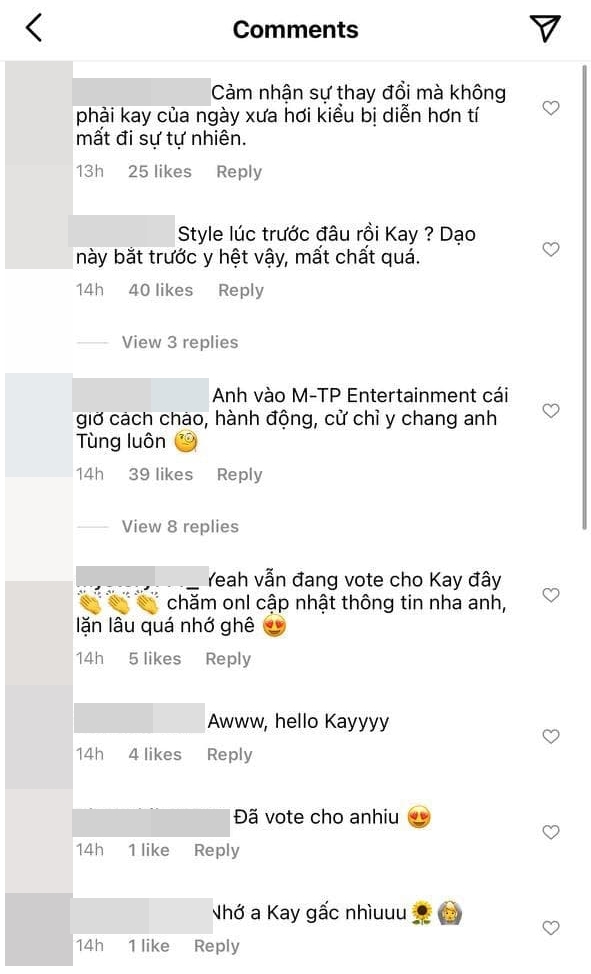 Comments
Cảm nhận sự thay đổi mà không
phải kay của ngày xưa hơi kiểu bị diễn hơn tí
mất đi sự tự nhiên.
13h 25 likes Reply
Style lúc trước đâu rồi Kay ? Dạo
này bắt trước y hệt vậy, mất chất quá.
14h 40 likes Reply
View 3 replies
Anh vào M-TP Entertainment cái
giờ cách chào, hành động, cử chỉ y chang anh
Tùng luôn 🧐
14h 39 likes Reply
View 8 replies
Yeah vẫn đang vote cho Kay đây
👏👏👏 chăm onl cập nhật thông tin nha anh,
lặn lâu quá nhớ ghê 😍
14h 5 likes Reply
Awww, hello Kayyyy
14h 4 likes Reply
Đã vote cho anhiu 😍
14h 1 like Reply
Nhớ a Kay gấc nhìuuu🌻🙆
14h 1 like Reply